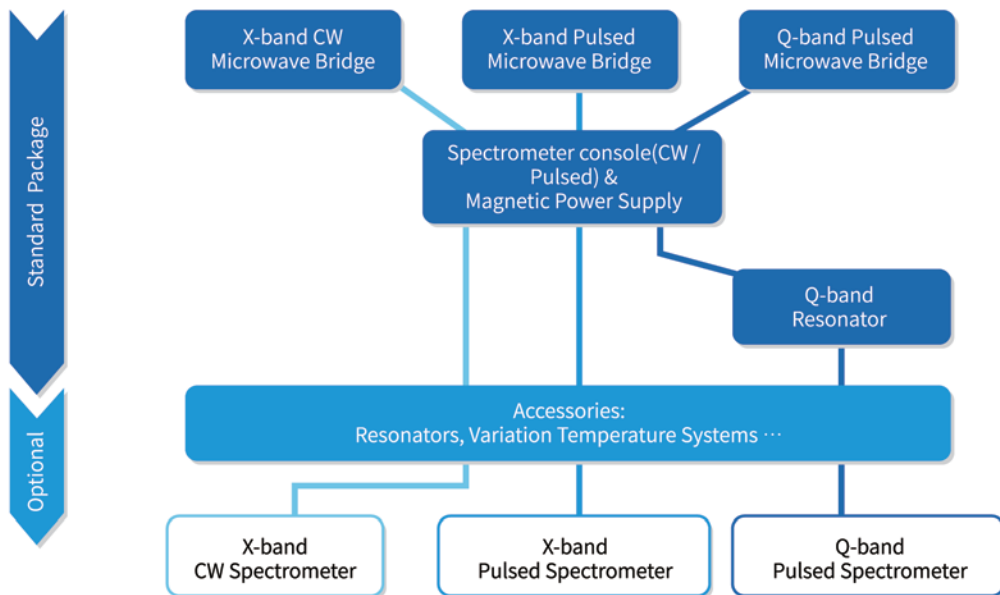 Standard Package
Optional
X-band CW
Microwave Bridge
X-band Pulsed
Microwave Bridge
Q-band Pulsed
Microwave Bridge
Spectrometer console(CW /
Pulsed) &
Magnetic Power Supply
Q-band
Resonator
Accessories:
Resonators, Variation Temperature Systems ⋯
X-band
CW Spectrometer
X-band
Pulsed Spectrometer
Q-band
Pulsed Spectrometer